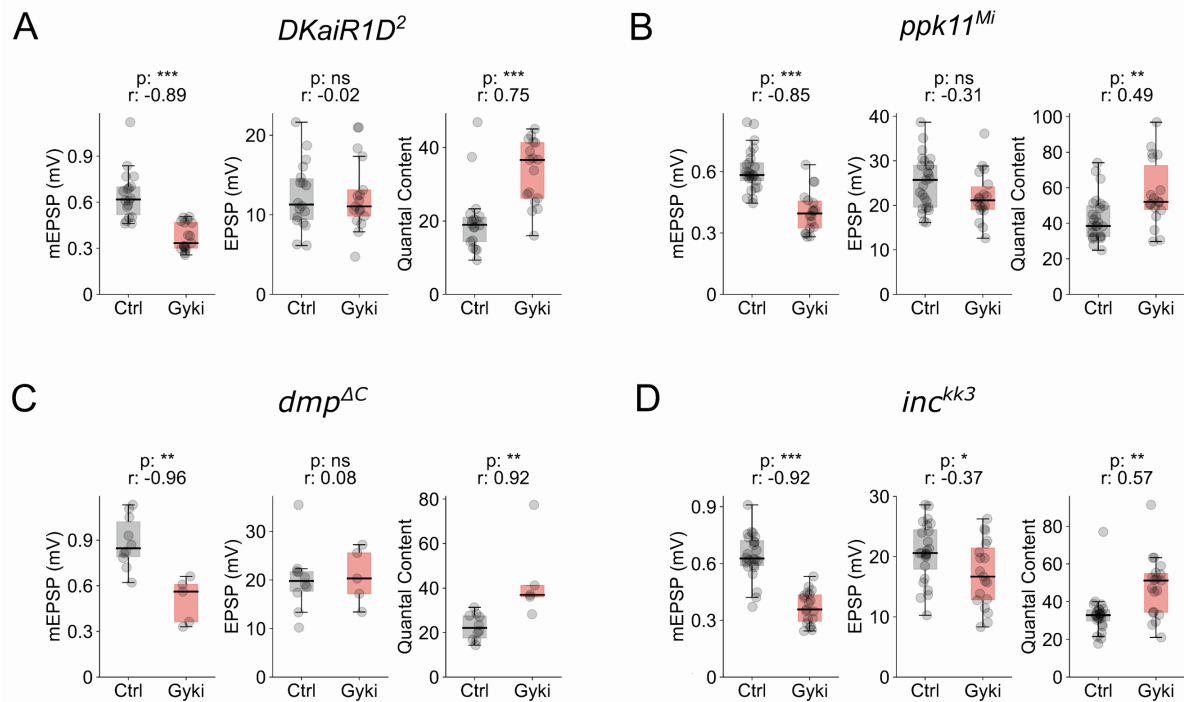 A
DKaiR1D²
p: ***
r: -0.89
mEPSP (mV)
0.9
0.6
0.3
0
Ctrl
Gyki
p: ns
r: -0.02
EPSP (mV)
20
10
0
Ctrl
Gyki
p: ***
r: 0.75
Quantal Content
40
20
0
Ctrl
Gyki
B
ppk11ᴹⁱ
p: ***
r: -0.85
mEPSP (mV)
0.6
0.3
0
Ctrl
Gyki
p: ns
r: -0.31
EPSP (mV)
40
30
20
10
0
Ctrl
Gyki
p: **
r: 0.49
Quantal Content
100
80
60
40
20
0
Ctrl
Gyki
C
dmp^ΔC
p: **
r: -0.96
mEPSP (mV)
0.9
0.6
0.3
0
Ctrl
Gyki
p: ns
r: 0.08
EPSP (mV)
30
20
10
0
Ctrl
Gyki
p: **
r: 0.92
Quantal Content
80
60
40
20
0
Ctrl
Gyki
D
inc^kk3
p: ***
r: -0.92
mEPSP (mV)
0.9
0.6
0.3
0
Ctrl
Gyki
p: *
r: -0.37
EPSP (mV)
30
20
10
0
Ctrl
Gyki
p: **
r: 0.57
Quantal Content
80
60
40
20
0
Ctrl
Gyki